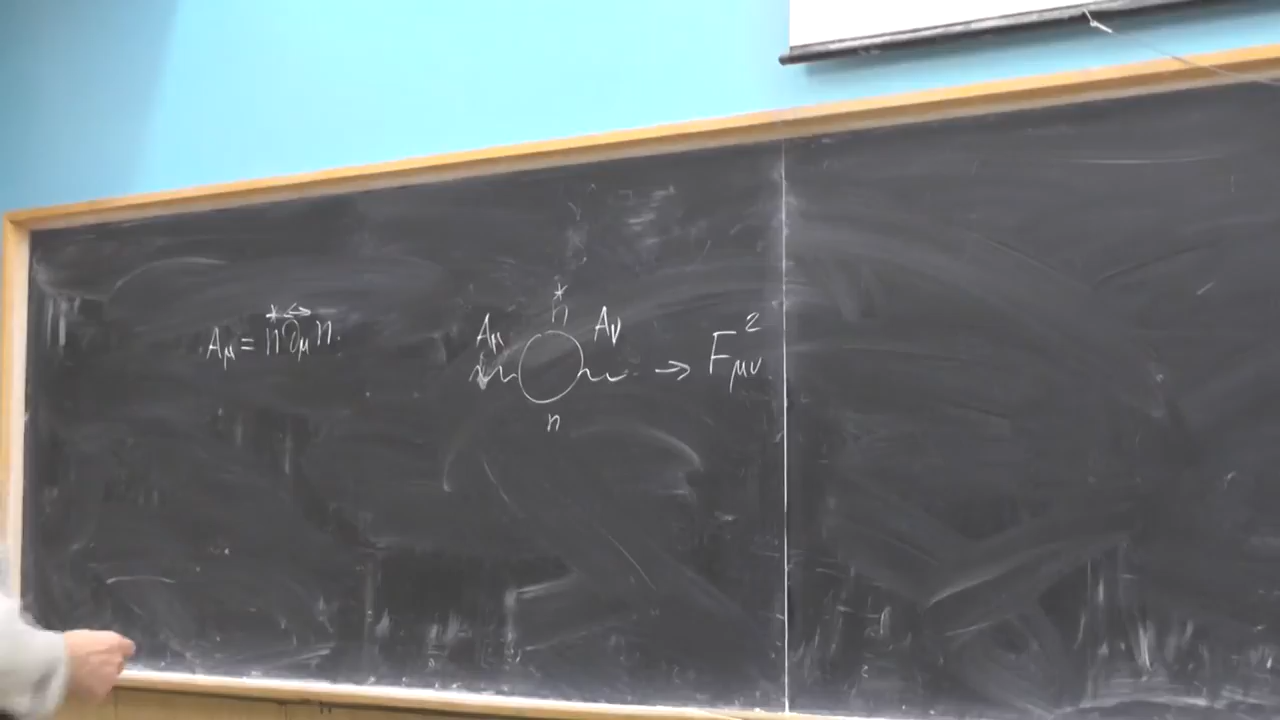 A_μ = n* ∂↔_μ n.
n*
A_μ A_ν
→ F²_μν
n